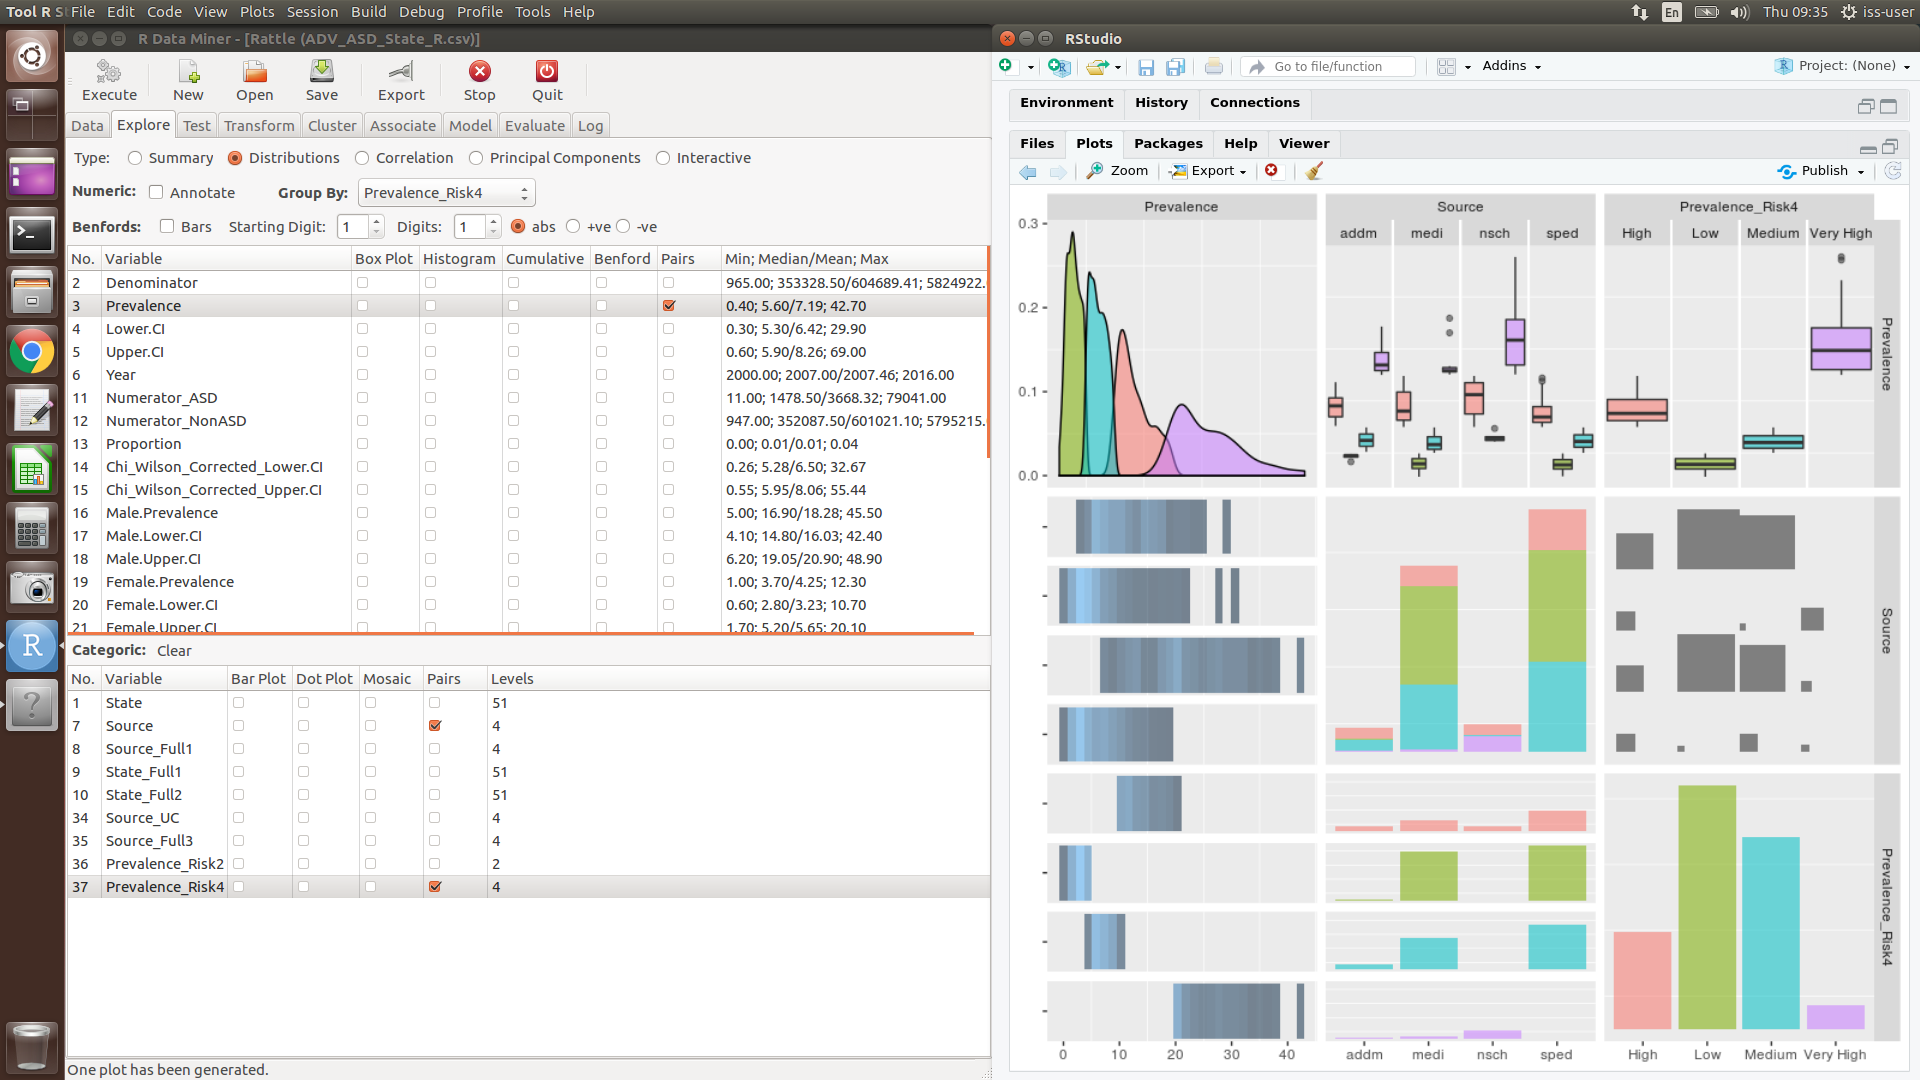 Tool R St File Edit Code View Plots Session Build Debug Profile Tools Help En Thu 09:35 iss-user
R Data Miner - [Rattle (ADV_ASD_State_R.csv)]
Execute New Open Save Export Stop Quit
Data Explore Test Transform Cluster Associate Model Evaluate Log
Type: Summary Distributions Correlation Principal Components Interactive
Numeric: Annotate Group By: Prevalence_Risk4
Benfords: Bars Starting Digit: 1 Digits: 1 abs +ve -ve
No. Variable Box Plot Histogram Cumulative Benford Pairs Min; Median/Mean; Max
2 Denominator 965.00; 353328.50/604689.41; 5824922.
3 Prevalence 0.40; 5.60/7.19; 42.70
4 Lower.CI 0.30; 5.30/6.42; 29.90
5 Upper.CI 0.60; 5.90/8.26; 69.00
6 Year 2000.00; 2007.00/2007.46; 2016.00
11 Numerator_ASD 11.00; 1478.50/3668.32; 79041.00
12 Numerator_NonASD 947.00; 352087.50/601021.10; 5795215.
13 Proportion 0.00; 0.01/0.01; 0.04
14 Chi_Wilson_Corrected_Lower.CI 0.26; 5.28/6.50; 32.67
15 Chi_Wilson_Corrected_Upper.CI 0.55; 5.95/8.06; 55.44
16 Male.Prevalence 5.00; 16.90/18.28; 45.50
17 Male.Lower.CI 4.10; 14.80/16.03; 42.40
18 Male.Upper.CI 6.20; 19.05/20.90; 48.90
19 Female.Prevalence 1.00; 3.70/4.25; 12.30
20 Female.Lower.CI 0.60; 2.80/3.23; 10.70
21 Female.Upper.CI 1.70; 5.20/5.65; 20.10
Categoric: Clear
No. Variable Bar Plot Dot Plot Mosaic Pairs Levels
1 State 51
7 Source 4
8 Source_Full1 4
9 State_Full1 51
10 State_Full2 51
34 Source_UC 4
35 Source_Full3 4
36 Prevalence_Risk2 2
37 Prevalence_Risk4 4
One plot has been generated.
RStudio
Go to file/function Addins Project: (None)
Environment History Connections
Files Plots Packages Help Viewer
Zoom Export Publish
Prevalence Source Prevalence_Risk4
addm medi nsch sped High Low Medium Very High
0.3
0.2
0.1
0.0
Prevalence
Source
Prevalence_Risk4
0 10 20 30 40 addm medi nsch sped High Low Medium Very High